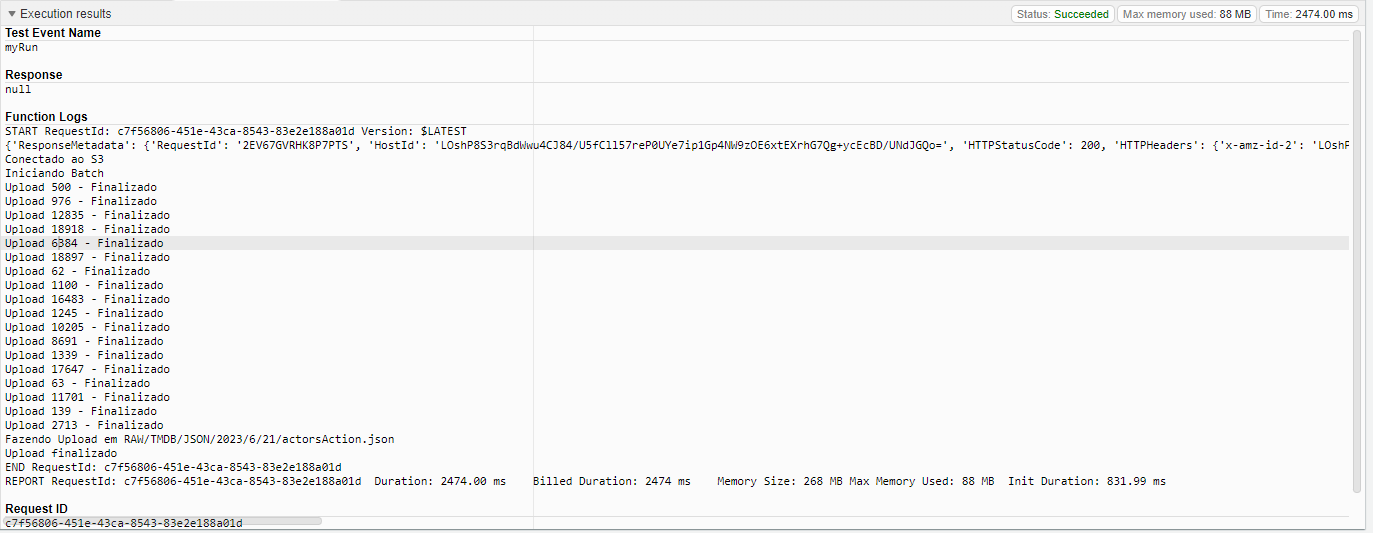 Execution results
Status: Succeeded
Max memory used: 88 MB
Time: 2474.00 ms
Test Event Name
myRun
Response
null
Function Logs
START RequestId: c7f56806-451e-43ca-8543-83e2e188a01d Version: $LATEST
{'ResponseMetadata': {'RequestId': '2EV67GVRHK8P7PTS', 'HostId': 'LOshP8S3rqBdWwu4CJ84/U5fCll57reP0UYe7ip1Gp4NW9zOE6xtEXrhG7Qg+ycEcBD/UNdJGQo=', 'HTTPStatusCode': 200, 'HTTPHeaders': {'x-amz-id-2': 'LOshP
Conectado ao S3
Iniciando Batch
Upload 500 - Finalizado
Upload 976 - Finalizado
Upload 12835 - Finalizado
Upload 18918 - Finalizado
Upload 6384 - Finalizado
Upload 18897 - Finalizado
Upload 62 - Finalizado
Upload 1100 - Finalizado
Upload 16483 - Finalizado
Upload 1245 - Finalizado
Upload 10205 - Finalizado
Upload 8691 - Finalizado
Upload 1339 - Finalizado
Upload 17647 - Finalizado
Upload 63 - Finalizado
Upload 11701 - Finalizado
Upload 139 - Finalizado
Upload 2713 - Finalizado
Fazendo Upload em RAW/TMDB/JSON/2023/6/21/actorsAction.json
Upload finalizado
END RequestId: c7f56806-451e-43ca-8543-83e2e188a01d
REPORT RequestId: c7f56806-451e-43ca-8543-83e2e188a01d Duration: 2474.00 ms Billed Duration: 2474 ms Memory Size: 268 MB Max Memory Used: 88 MB Init Duration: 831.99 ms
Request ID
c7f56806-451e-43ca-8543-83e2e188a01d